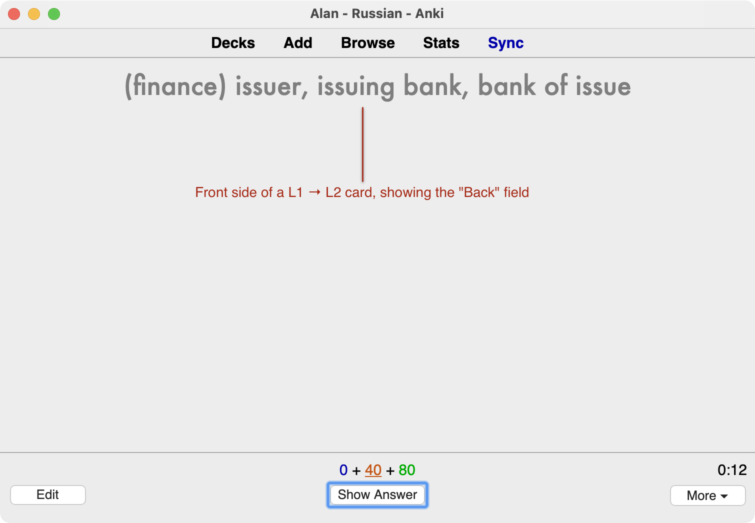 Alan - Russian - Anki
Decks Add Browse Stats Sync
(finance) issuer, issuing bank, bank of issue
Front side of a L1 → L2 card, showing the "Back" field
0 + 40 + 80 0:12
Edit Show Answer More